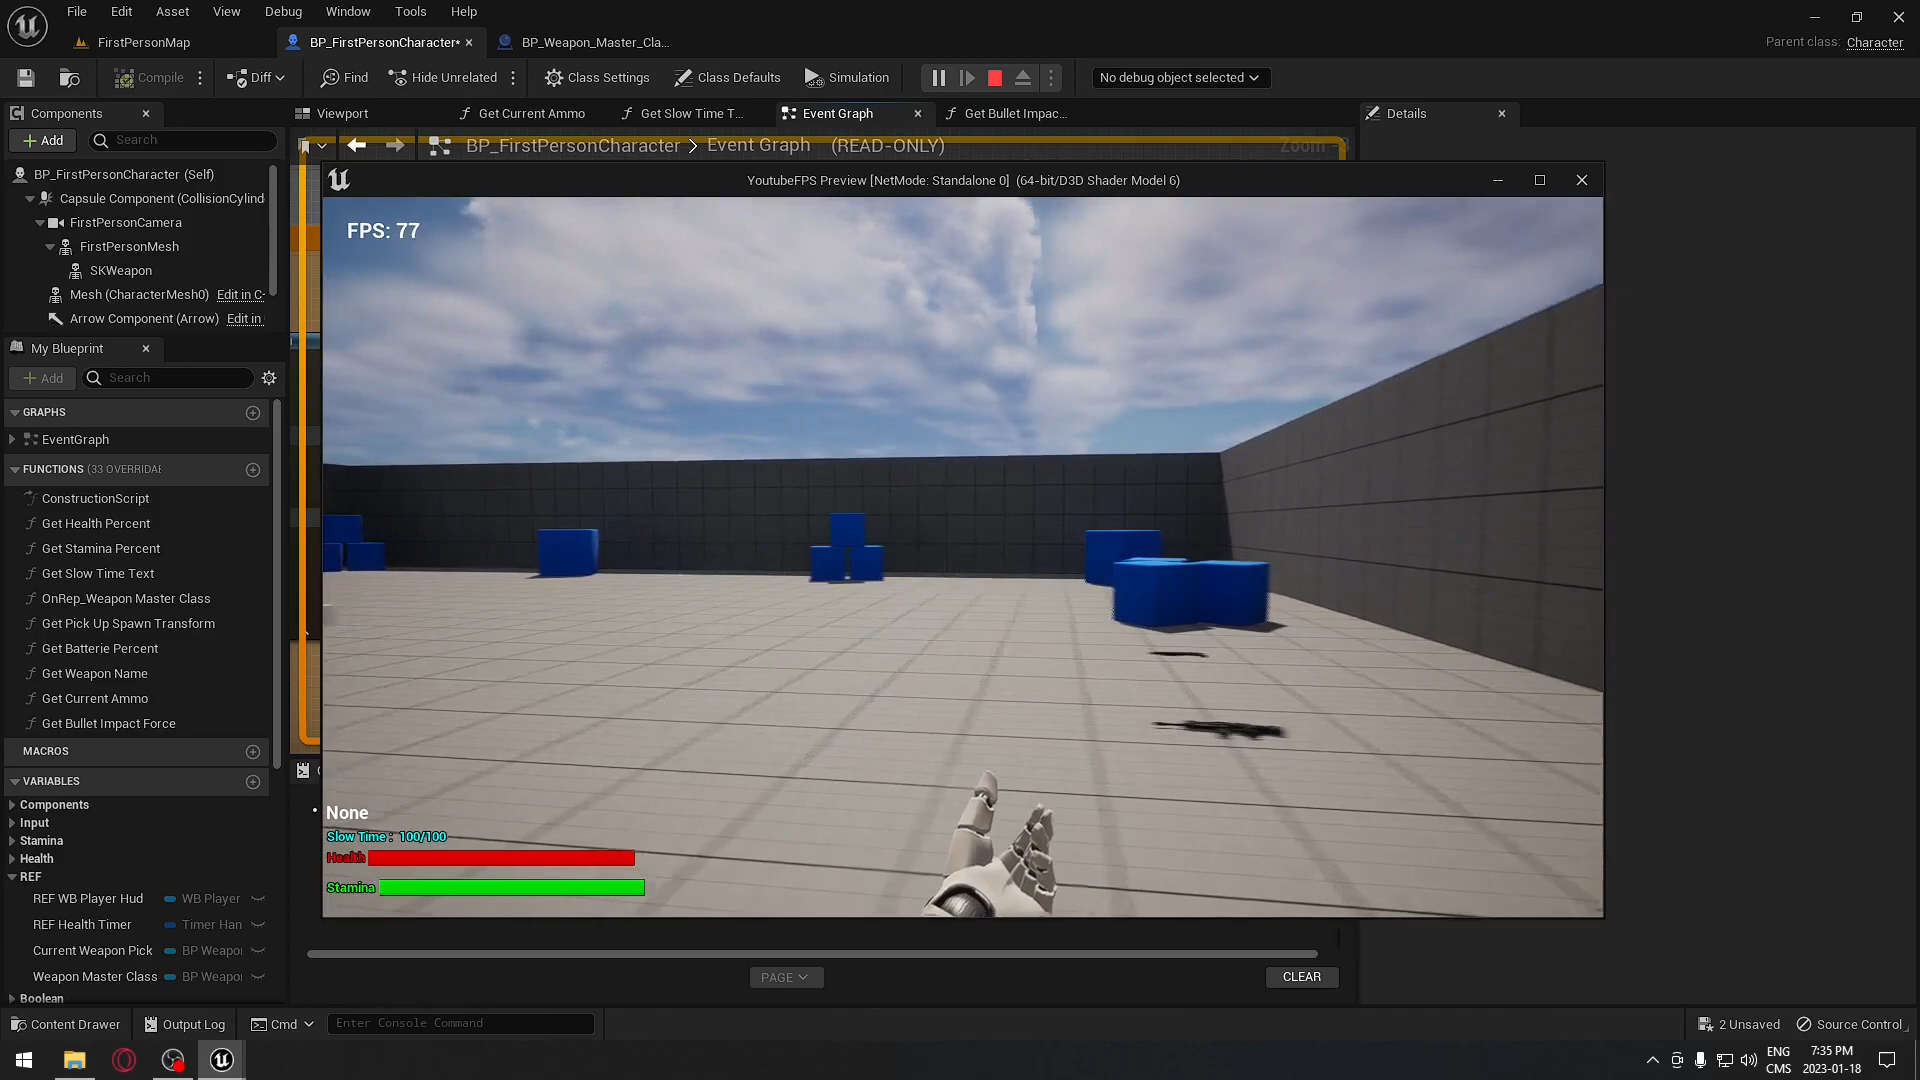 File Edit View Asset Debug Window Tools Help
FirstPersonMap
BP_FirstPersonCharacter*
BP_Weapon_Master_Cla...
Parent class: Character
Compile
Diff
Find
Hide Unrelated
Class Settings
Class Defaults
Simulation
No debug object selected
Components
Viewport
Get Current Ammo
Get Slow Time T...
Event Graph
Get Bullet Impac...
Details
Add
Search
BP_FirstPersonCharacter > Event Graph (READ-ONLY)
Zoom -3
BP_FirstPersonCharacter (Self)
Capsule Component (CollisionCylind
FirstPersonCamera
FirstPersonMesh
SKWeapon
Mesh (CharacterMesh0) Edit in C-
Arrow Component (Arrow) Edit in
YoutubeFPS Preview [NetMode: Standalone 0] (64-bit/D3D Shader Model 6)
FPS: 77
My Blueprint
Add
Search
GRAPHS
EventGraph
FUNCTIONS (33 OVERRIDAE
ConstructionScript
Get Health Percent
Get Stamina Percent
Get Slow Time Text
OnRep_Weapon Master Class
Get Pick Up Spawn Transform
Get Batterie Percent
Get Weapon Name
Get Current Ammo
Get Bullet Impact Force
MACROS
VARIABLES
Components
Input
Stamina
Health
REF
REF WB Player Hud WB Player
REF Health Timer Timer Han
Current Weapon Pick BP Weapon
Weapon Master Class BP Weapon
Boolean
None
Slow Time : 100/100
Health
Stamina
PAGE
CLEAR
Content Drawer
Output Log
Cmd
Enter Console Command
2 Unsaved
Source Control
ENG
CMS
7:35 PM
2023-01-18